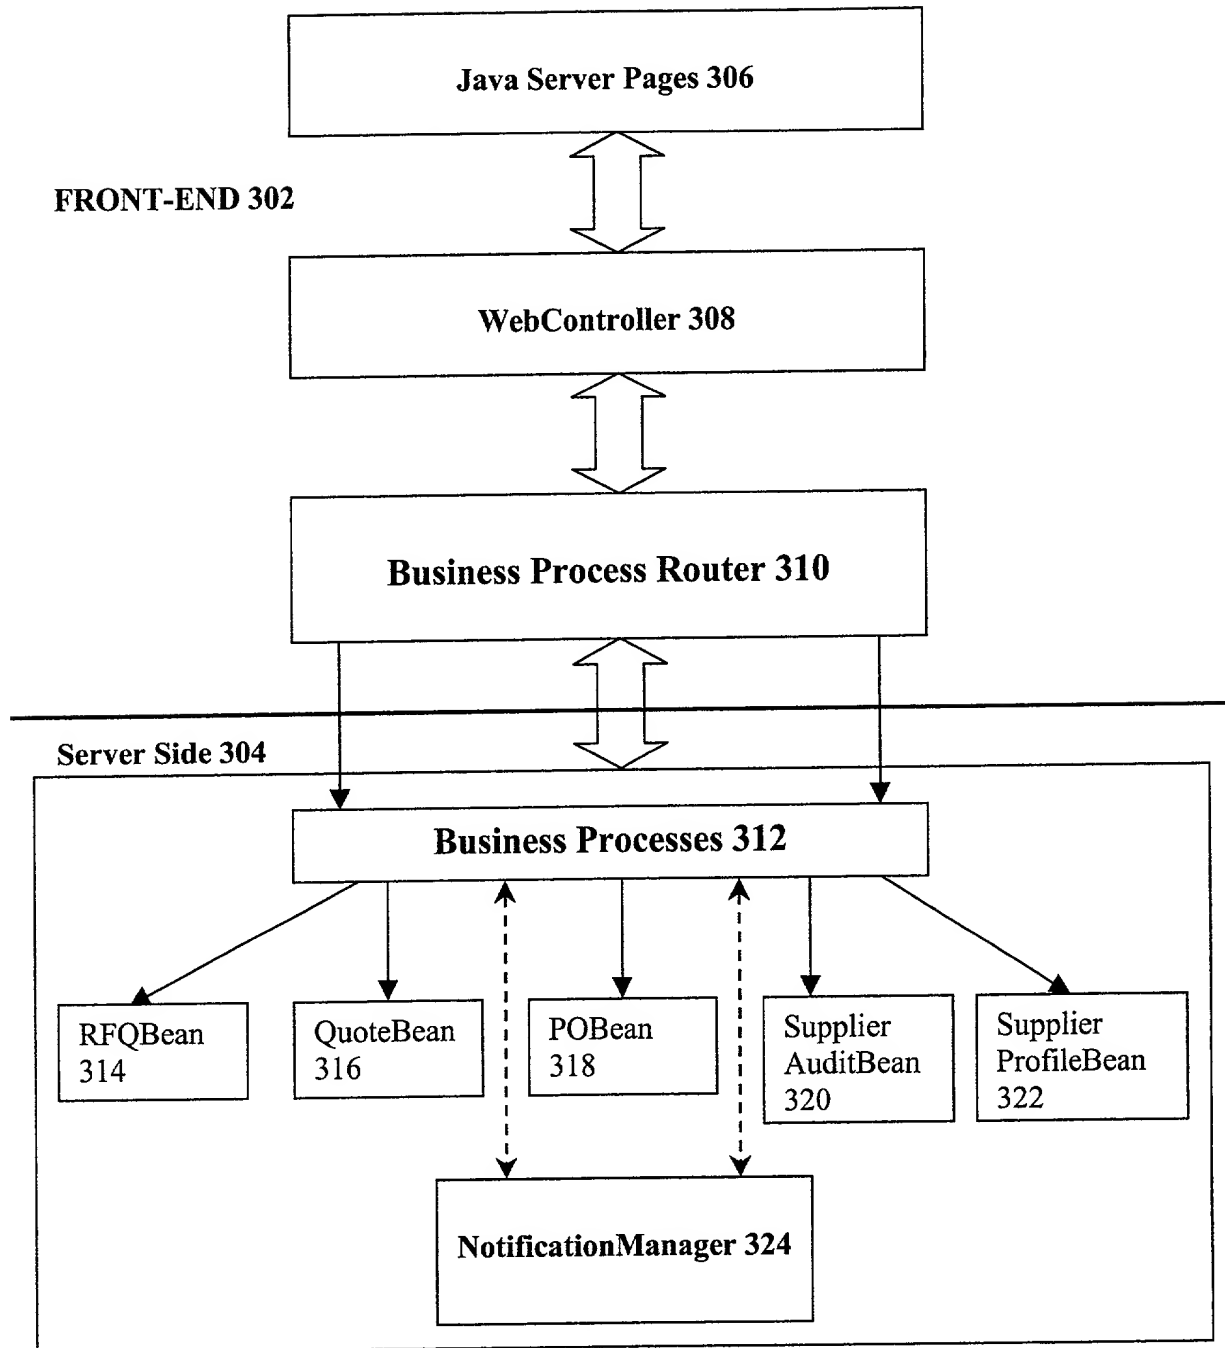 Java Server Pages 306
FRONT-END 302
WebController 308
Business Process Router 310
Server Side 304
Business Processes 312
RFQBean
314
QuoteBean
316
POBean
318
Supplier
AuditBean
320
Supplier
ProfileBean
322
NotificationManager 324